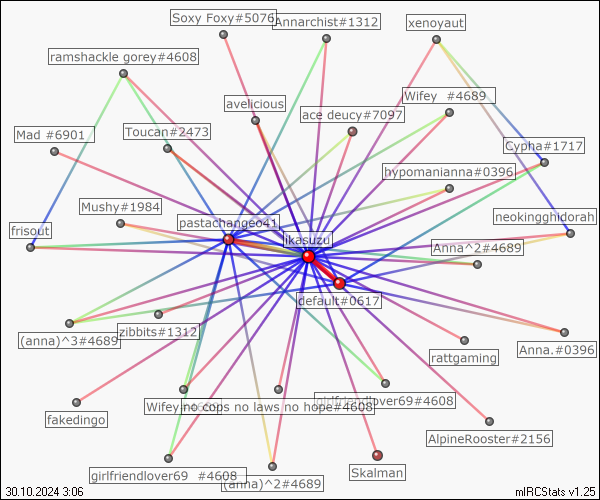 Soxy Foxy#5076
Annarchist#1312
xenoyaut
ramshackle gorey#4608
Wifey  #4689
avelicious
ace deucy#7097
Mad #6901
Toucan#2473
Cypha#1717
hypomanianna#0396
Mushy#1984
neokingghidorah
pastachangeo41
frisout
likasuzu
Anna^2#4689
default#0617
(anna)^3#4689
zibbits#1312
Anna.#0396
rattgaming
girlfriendlover69#4608
Wifey
no cops no laws no hope#4608
fakedingo
AlpineRooster#2156
girlfriendlover69  #4608
Skalman
(anna)^2#4689
30.10.2024 3:06
mIRCStats v1.25